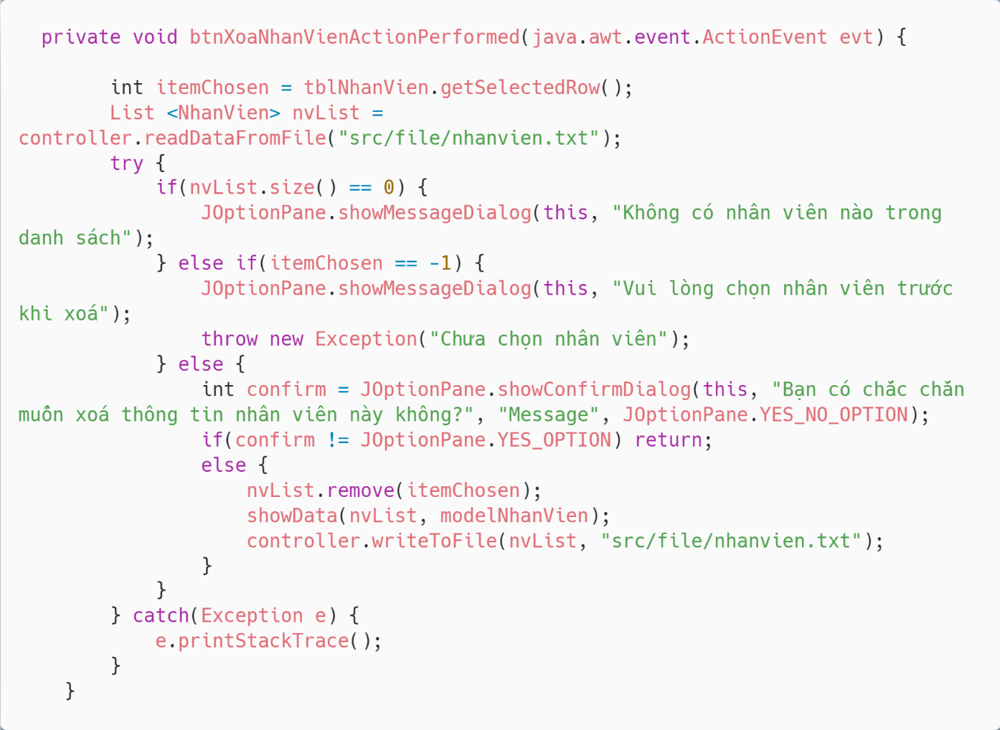 private void btnXoaNhanVienActionPerformed(java.awt.event.ActionEvent evt) {
int itemChosen = tblNhanVien.getSelectedRow();
List <NhanVien> nvList =
controller.readDataFromFile("src/file/nhanvien.txt");
try {
if(nvList.size() == 0) {
JOptionPane.showMessageDialog(this, "Không có nhân viên nào trong
danh sách");
} else if(itemChosen == -1) {
JOptionPane.showMessageDialog(this, "Vui lòng chọn nhân viên trước
khi xoá");
throw new Exception("Chưa chọn nhân viên");
} else {
int confirm = JOptionPane.showConfirmDialog(this, "Bạn có chắc chắn
muốn xoá thông tin nhân viên này không?", "Message", JOptionPane.YES_NO_OPTION);
if(confirm != JOptionPane.YES_OPTION) return;
else {
nvList.remove(itemChosen);
showData(nvList, modelNhanVien);
controller.writeToFile(nvList, "src/file/nhanvien.txt");
}
}
} catch(Exception e) {
e.printStackTrace();
}
}